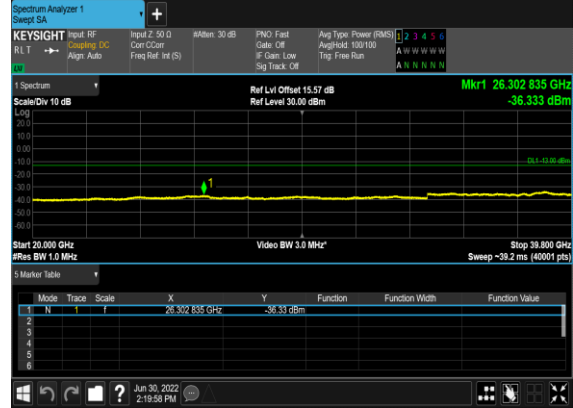 Spectrum Analyzer 1
Swept SA
+
KEYSIGHT Input: RF Input Z: 50 Ω #Atten: 30 dB PNO: Fast Avg Type: Power (RMS) 1 2 3 4 5 6
RLT Coupling: DC Corr CCorr Gate: Off Avg|Hold: 100/100 A W W W W W
Align: Auto Freq Ref: Int (S) IF Gain: Low Trig: Free Run
LU Sig Track: Off A N N N N N
1 Spectrum Ref Lvl Offset 15.57 dB Mkr1 26.302 835 GHz
Scale/Div 10 dB Ref Level 30.00 dBm -36.333 dBm
Log
20.0
10.0
0.00
-10.0 DL1 -13.00 dBm
-20.0
-30.0 1
-40.0
-50.0
-60.0
Start 20.000 GHz Video BW 3.0 MHz* Stop 39.800 GHz
#Res BW 1.0 MHz Sweep ~39.2 ms (40001 pts)
5 Marker Table
Mode Trace Scale X Y Function Function Width Function Value
1 N 1 f 26.302 835 GHz -36.33 dBm
2
3
4
5
6
? Jun 30, 2022
2:19:58 PM